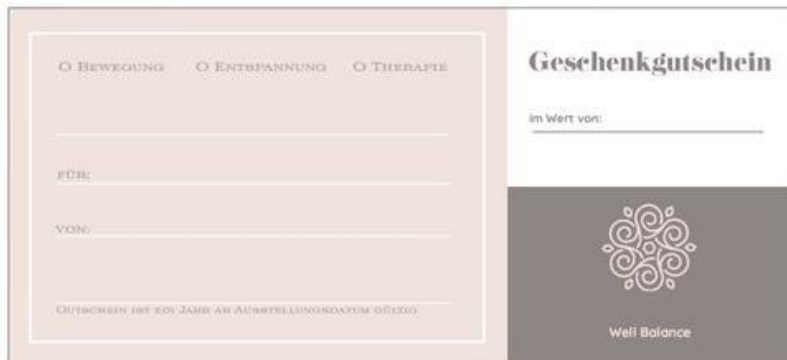 O BEWEGUNG O ENTSPANNUNG O THERAPIE
FÜR:
VON:
GUTSCHEIN IST EIN JAHR AB AUSSTELLUNGSDATUM GÜLTIG
Geschenkgutschein
im Wert von:
Well Balance